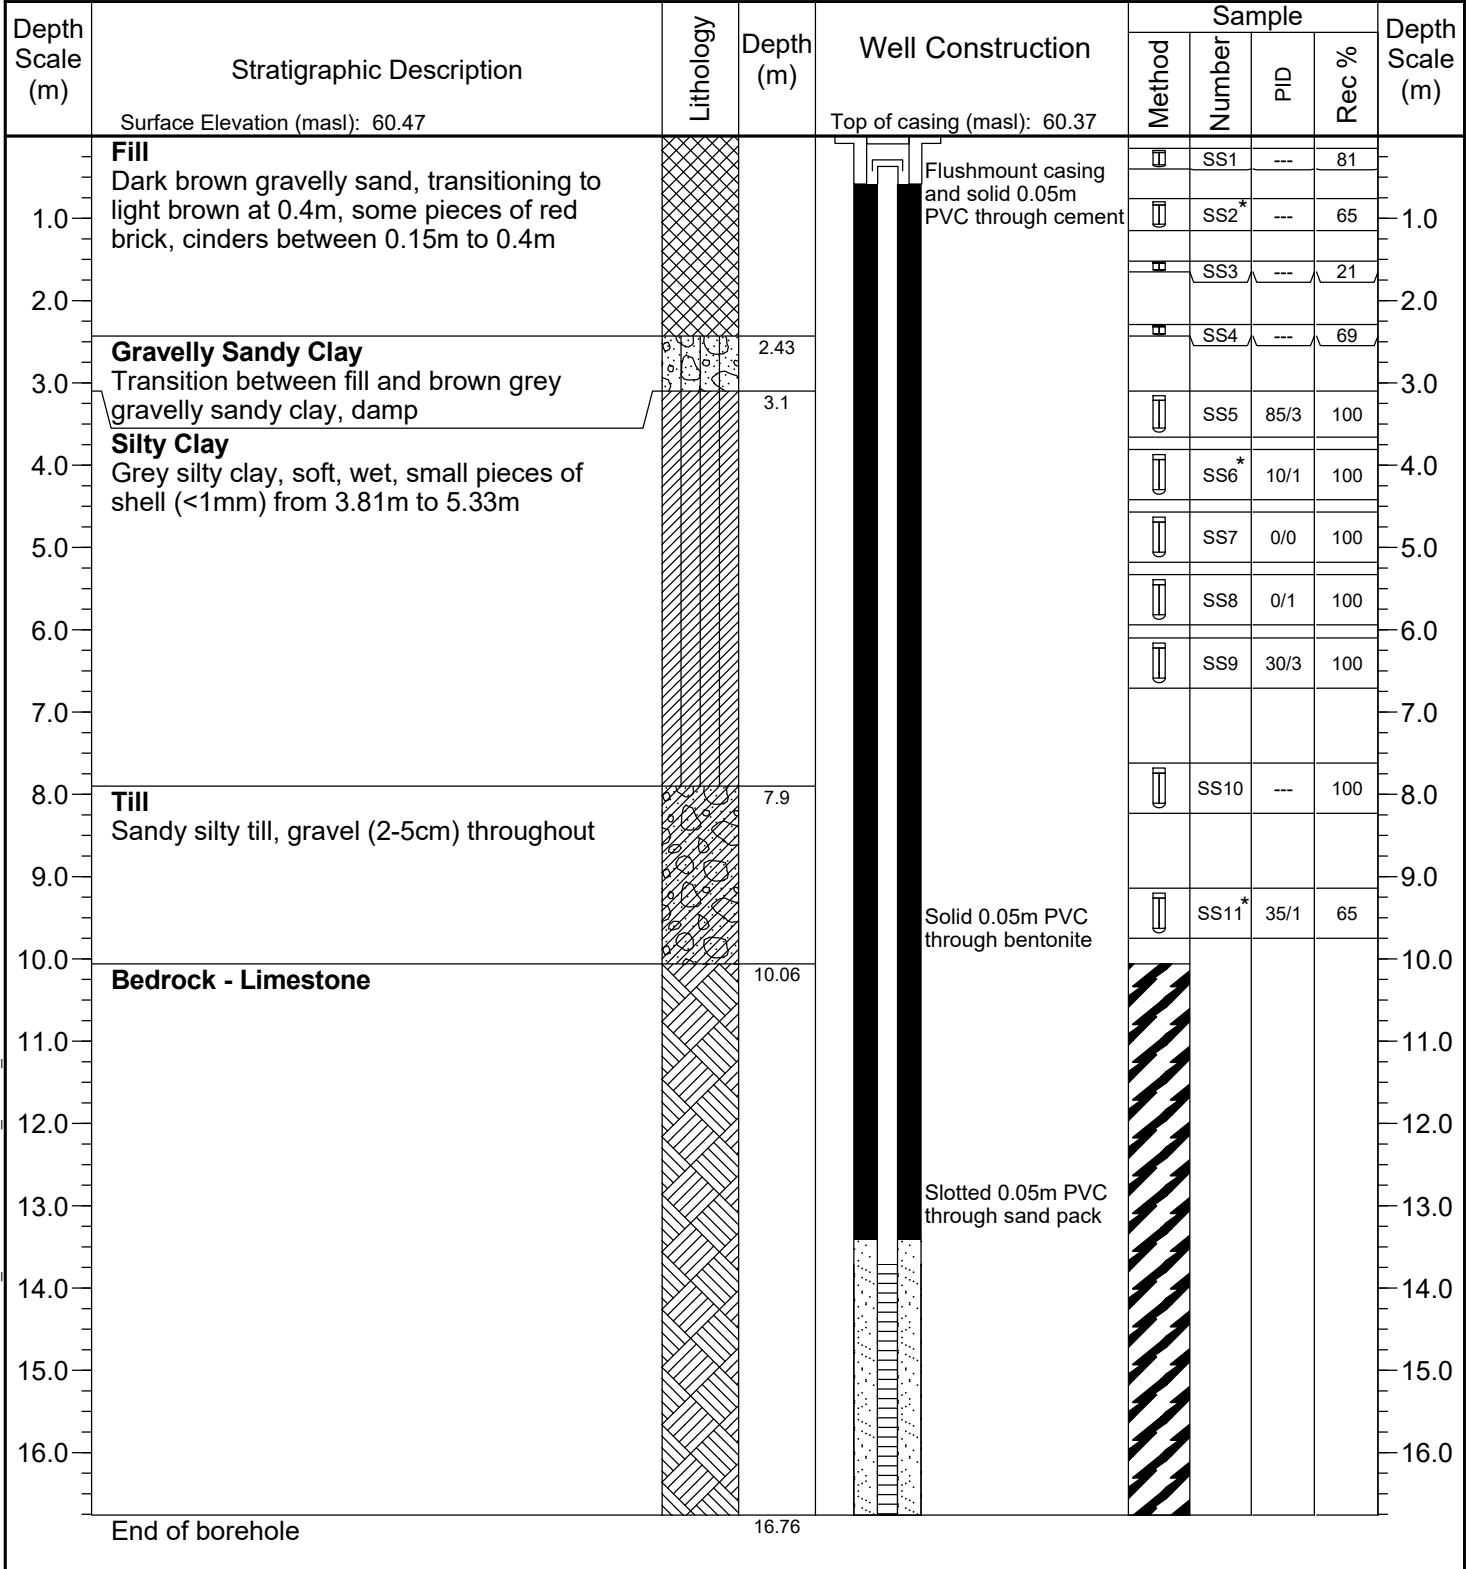 Depth Scale (m)
Stratigraphic Description
Surface Elevation (masl): 60.47
Lithology
Depth (m)
Well Construction
Top of casing (masl): 60.37
Sample
Method
Number
PID
Rec %
Depth Scale (m)
Fill
Dark brown gravelly sand, transitioning to
light brown at 0.4m, some pieces of red
brick, cinders between 0.15m to 0.4m
Gravelly Sandy Clay
Transition between fill and brown grey
gravelly sandy clay, damp
Silty Clay
Grey silty clay, soft, wet, small pieces of
shell (<1mm) from 3.81m to 5.33m
Till
Sandy silty till, gravel (2-5cm) throughout
Bedrock - Limestone
End of borehole
1.0
2.0
3.0
4.0
5.0
6.0
7.0
8.0
9.0
10.0
11.0
12.0
13.0
14.0
15.0
16.0
2.43
3.1
7.9
10.06
16.76
Flushmount casing
and solid 0.05m
PVC through cement
Solid 0.05m PVC
through bentonite
Slotted 0.05m PVC
through sand pack
SS1 --- 81
SS2* --- 65
SS3 --- 21
SS4 --- 69
SS5 85/3 100
SS6* 10/1 100
SS7 0/0 100
SS8 0/1 100
SS9 30/3 100
SS10 --- 100
SS11* 35/1 65
1.0
2.0
3.0
4.0
5.0
6.0
7.0
8.0
9.0
10.0
11.0
12.0
13.0
14.0
15.0
16.0